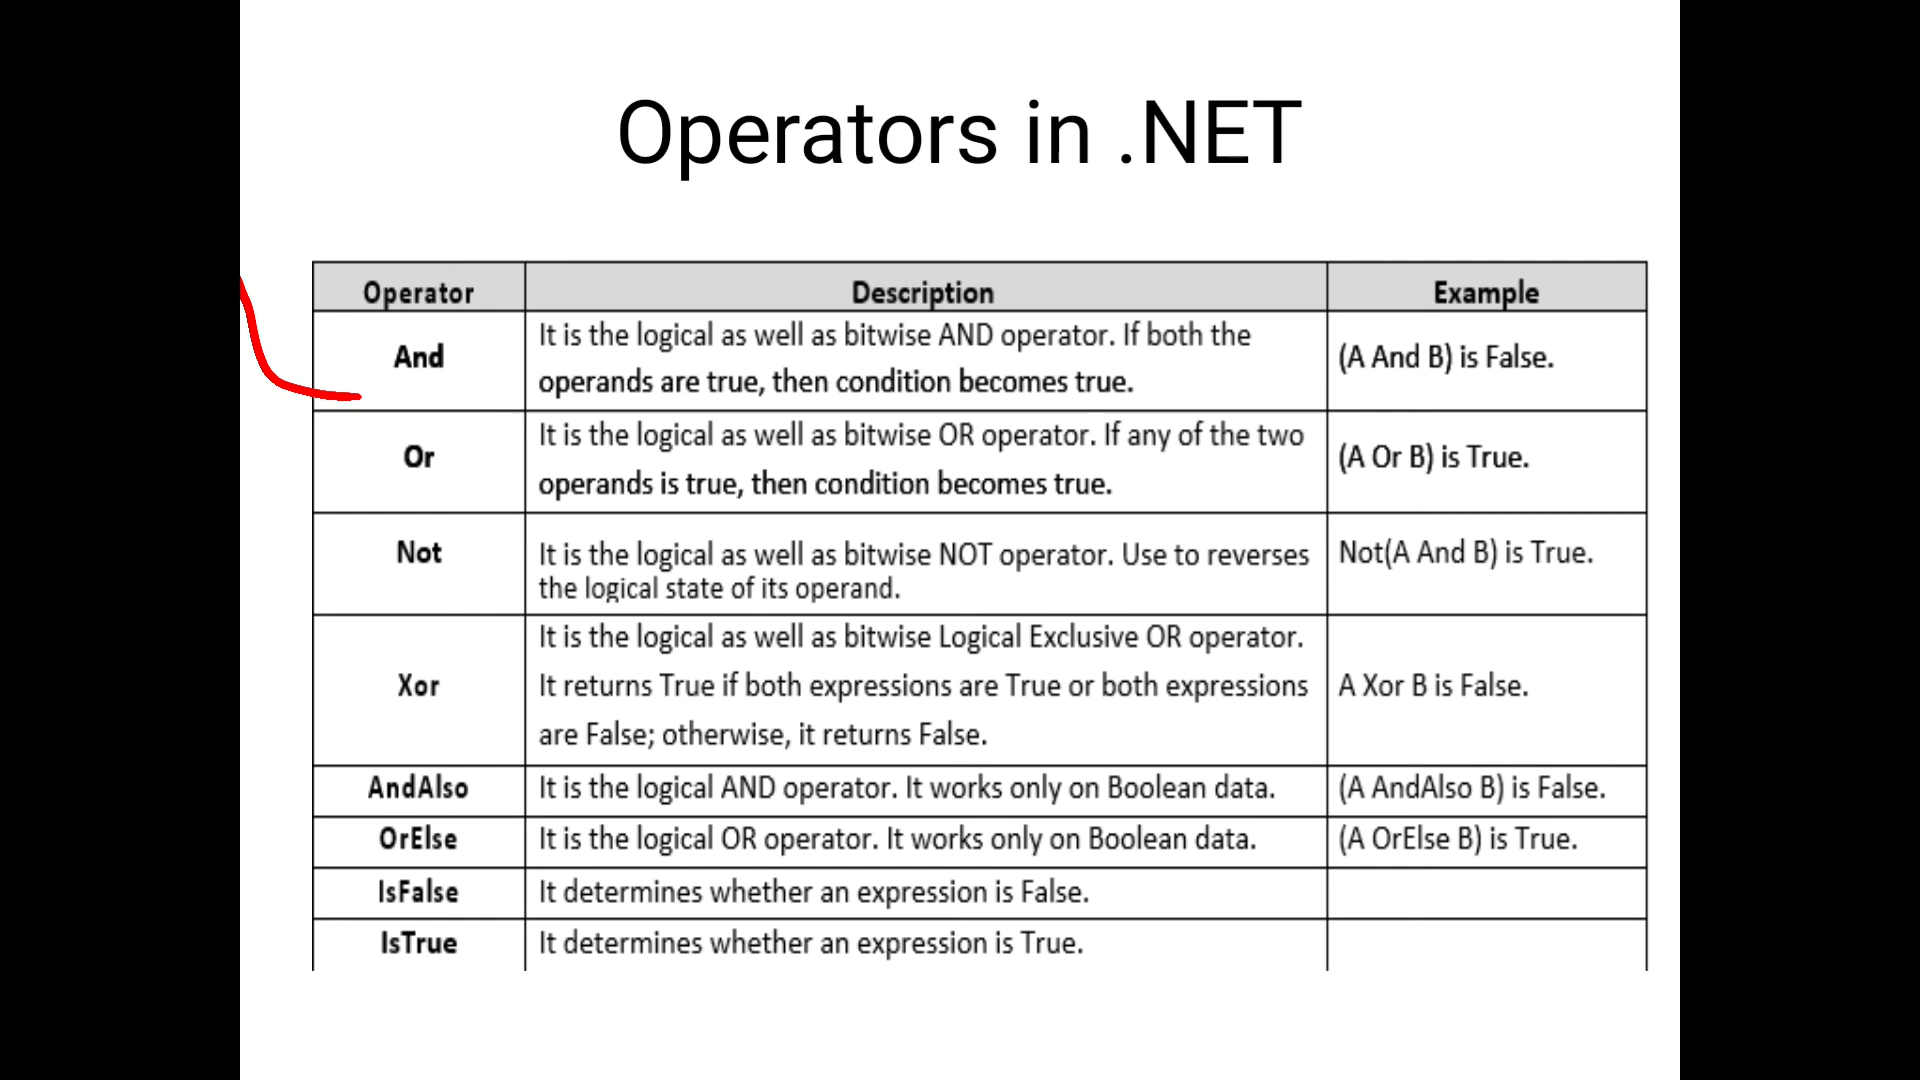 Operators in .NET
Operator Description Example
And It is the logical as well as bitwise AND operator. If both the operands are true, then condition becomes true. (A And B) is False.
Or It is the logical as well as bitwise OR operator. If any of the two operands is true, then condition becomes true. (A Or B) is True.
Not It is the logical as well as bitwise NOT operator. Use to reverses the logical state of its operand. Not(A And B) is True.
Xor It is the logical as well as bitwise Logical Exclusive OR operator. It returns True if both expressions are True or both expressions are False; otherwise, it returns False. A Xor B is False.
AndAlso It is the logical AND operator. It works only on Boolean data. (A AndAlso B) is False.
OrElse It is the logical OR operator. It works only on Boolean data. (A OrElse B) is True.
IsFalse It determines whether an expression is False.
IsTrue It determines whether an expression is True.